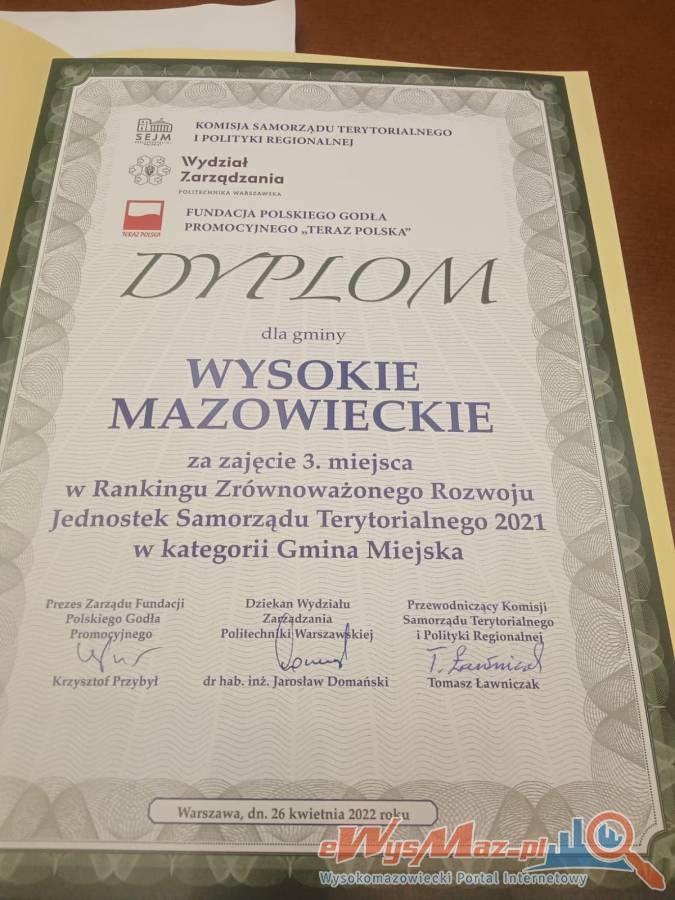 SEJM
KOMISJA SAMORZĄDU TERYTORIALNEGO
I POLITYKI REGIONALNEJ
Wydział
Zarządzania
POLITECHNIKA WARSZAWSKA
TERAZ POLSKA
FUNDACJA POLSKIEGO GODŁA
PROMOCYJNEGO „TERAZ POLSKA”
DYPLOM
dla gminy
WYSOKIE
MAZOWIECKIE
za zajęcie 3. miejsca
w Rankingu Zrównoważonego Rozwoju
Jednostek Samorządu Terytorialnego 2021
w kategorii Gmina Miejska
Prezes Zarządu Fundacji
Polskiego Godła
Promocyjnego
Krzysztof Przybył
Dziekan Wydziału
Zarządzania
Politechniki Warszawskiej
dr hab. inż. Jarosław Domański
Przewodniczący Komisji
Samorządu Terytorialnego
i Polityki Regionalnej
T. Ławniczak
Tomasz Ławniczak
Warszawa, dn. 26 kwietnia 2022 roku
eWysMaz.pl
Wysokomazowiecki Portal Internetowy